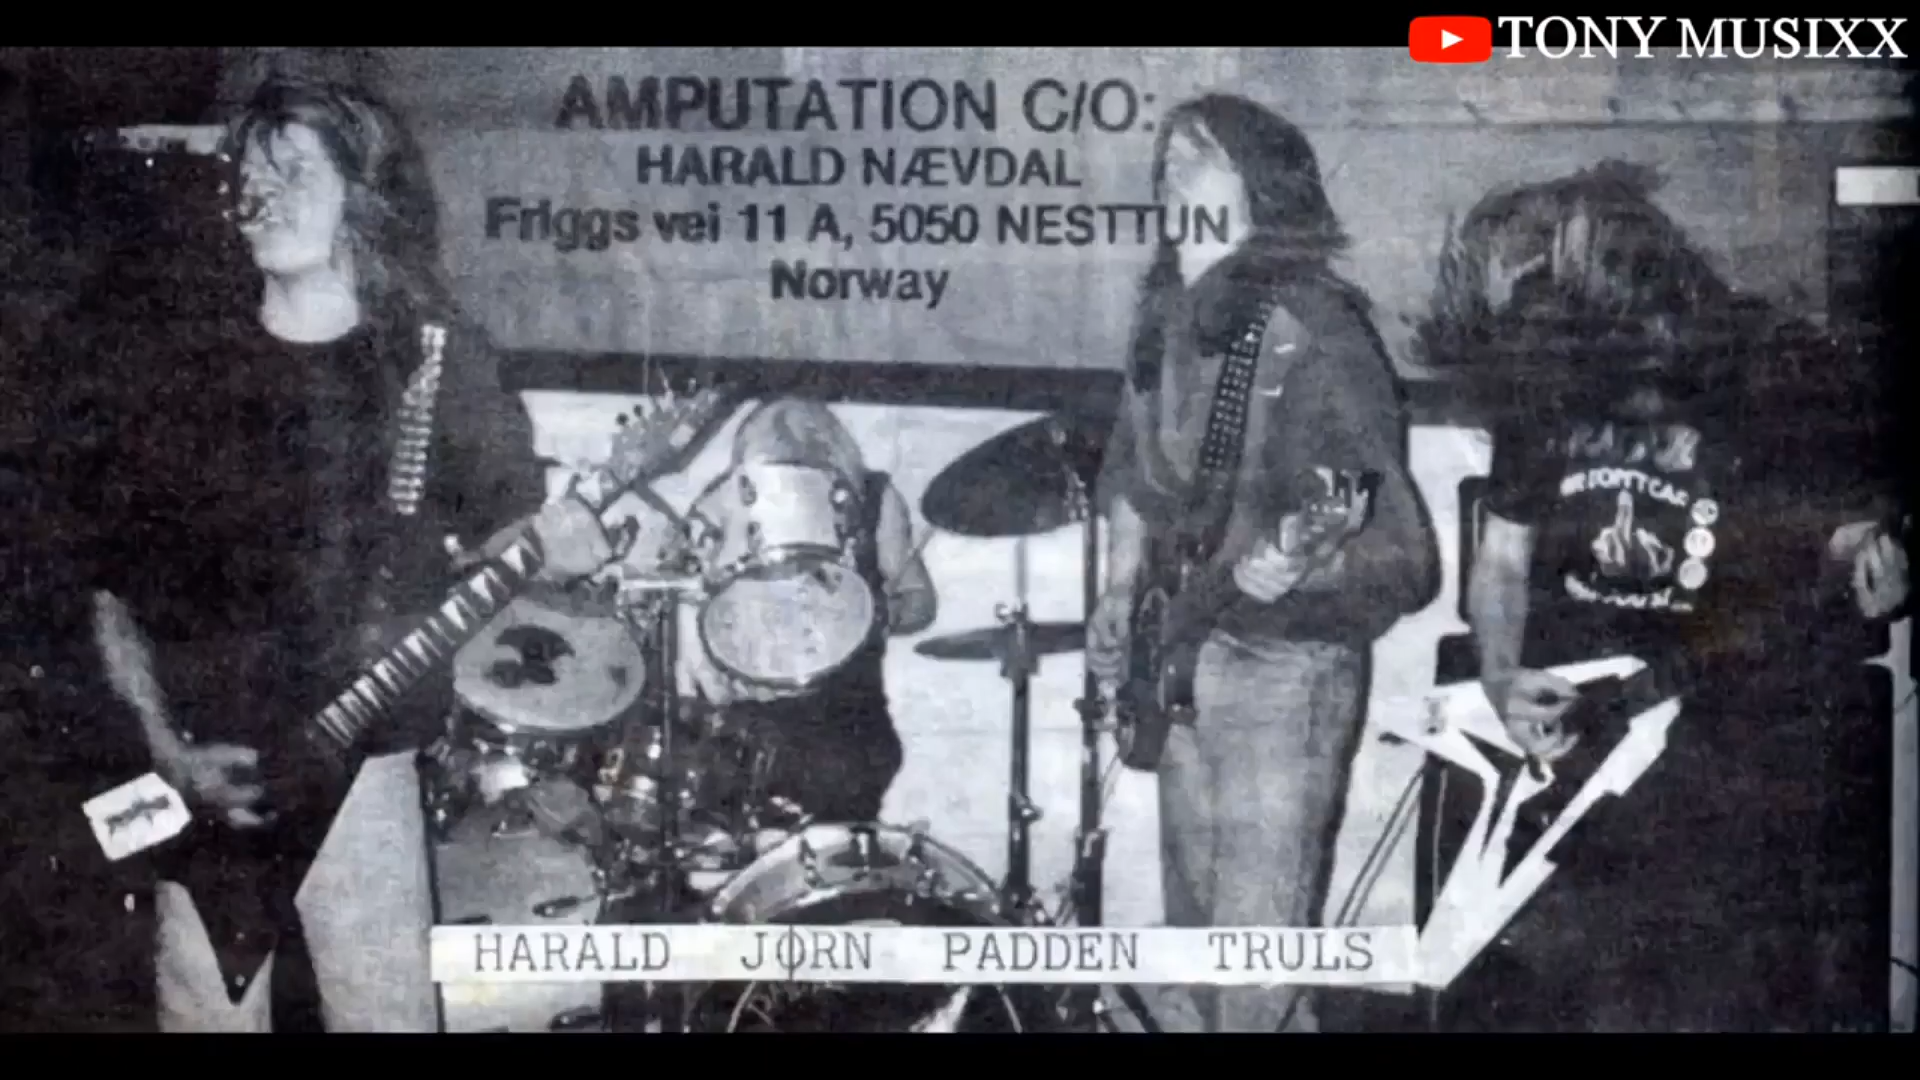 TONY MUSIXX
AMPUTATION C/O:
HARALD NÆVDAL
Friggs vei 11 A, 5050 NESTTUN
Norway
HARALD JØRN PADDEN TRULS